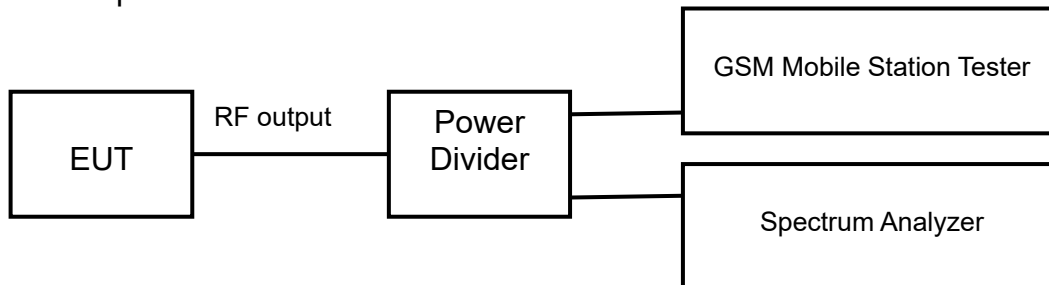 GSM Mobile Station Tester
RF output
EUT
Power
Divider
Spectrum Analyzer